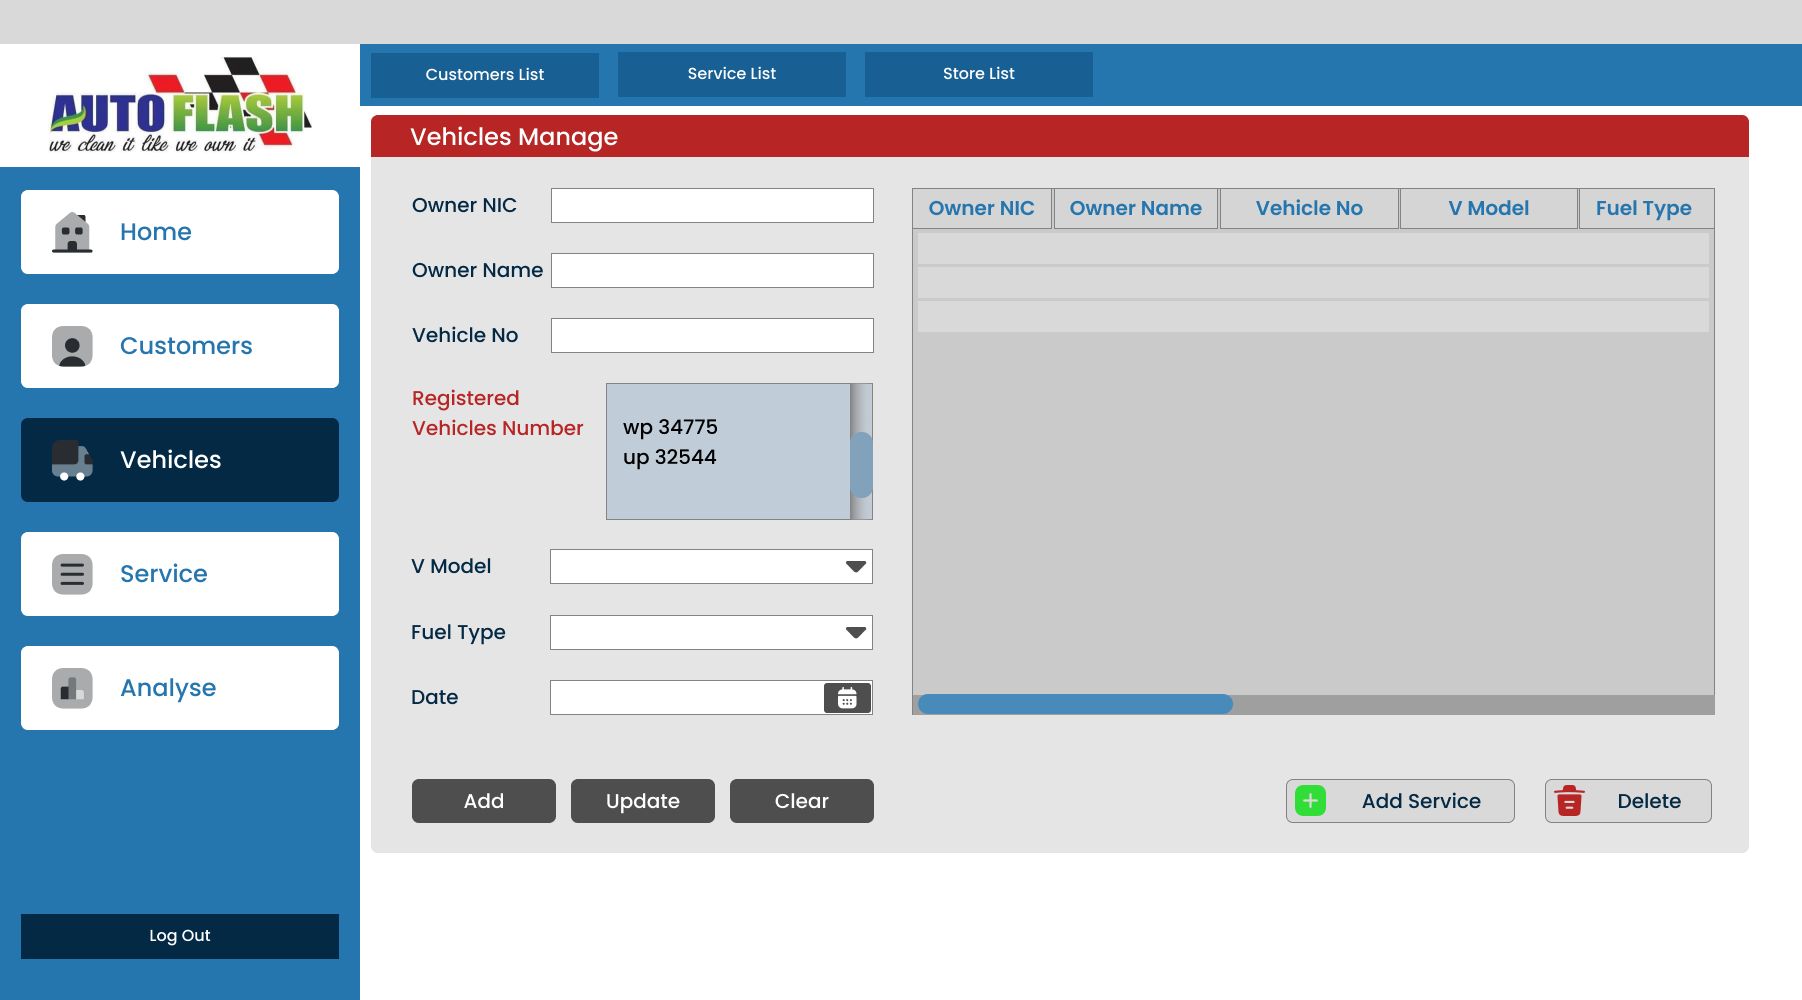 AUTO FLASH
we clean it like we own it
Customers List
Service List
Store List
Vehicles Manage
Home
Customers
Vehicles
Service
Analyse
Log Out
Owner NIC
Owner Name
Vehicle No
Registered
Vehicles Number
wp 34775
up 32544
V Model
Fuel Type
Date
Owner NIC
Owner Name
Vehicle No
V Model
Fuel Type
Add
Update
Clear
Add Service
Delete